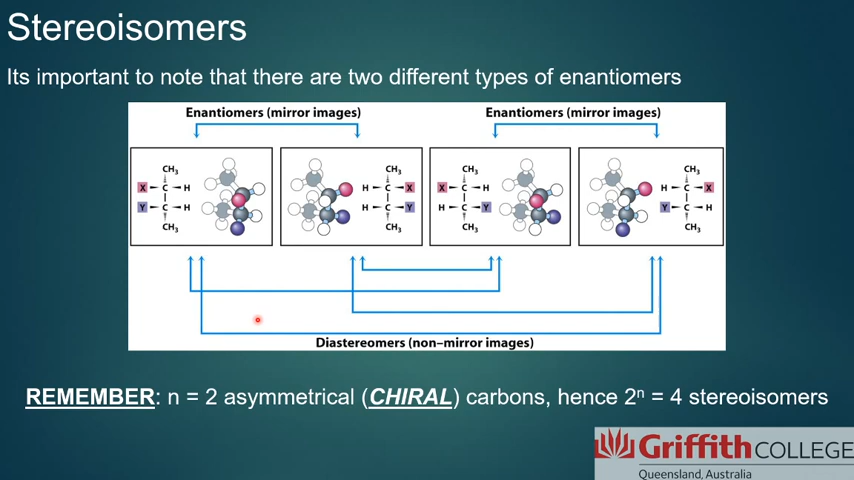 Stereoisomers
Its important to note that there are two different types of enantiomers
Enantiomers (mirror images) Enantiomers (mirror images)
CH₃ CH₃ CH₃ CH₃
X C H H C X X C H H C X
Y C H H C Y H C Y Y C H
CH₃ CH₃ CH₃ CH₃
Diastereomers (non–mirror images)
REMEMBER: n = 2 asymmetrical (CHIRAL) carbons, hence 2ⁿ = 4 stereoisomers
Griffith COLLEGE
Queensland, Australia